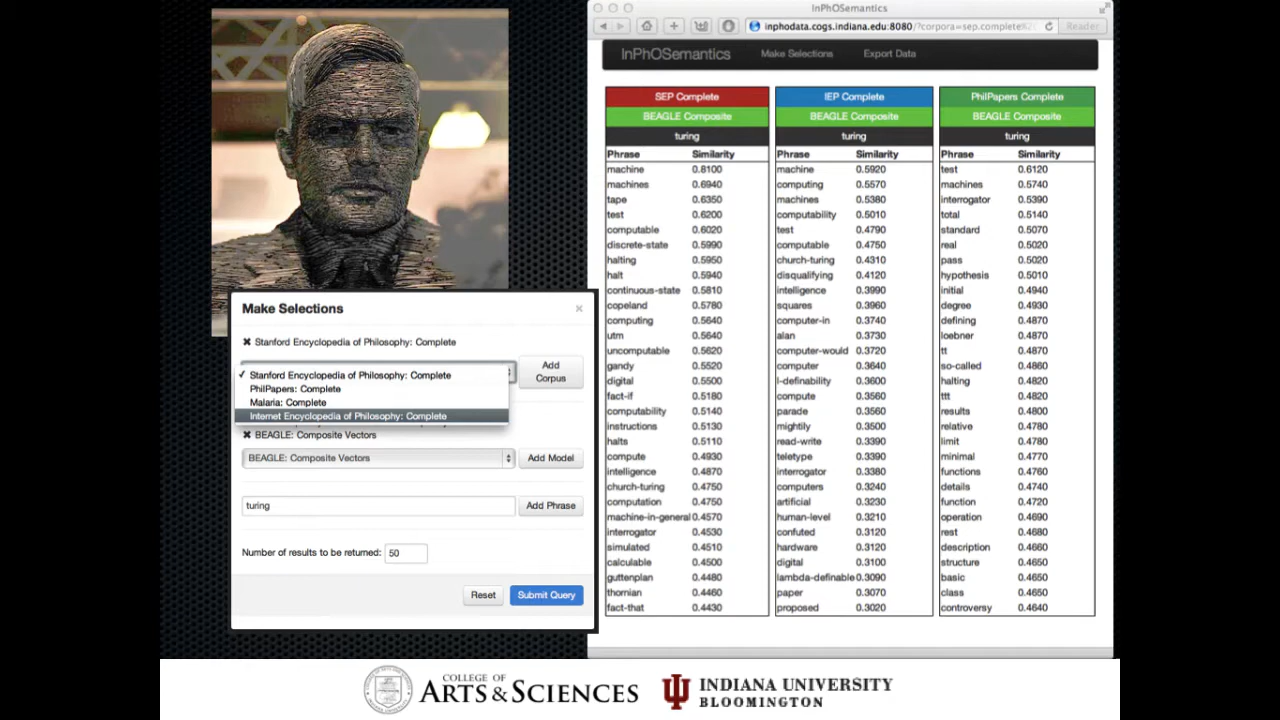 InPhOSemantics
inphodata.cogs.indiana.edu:8080/?corpora=sep.complete%2
Reader
InPhOSemantics Make Selections Export Data
SEP Complete IEP Complete PhilPapers Complete
BEAGLE Composite BEAGLE Composite BEAGLE Composite
turing turing turing
Phrase Similarity Phrase Similarity Phrase Similarity
machine 0.8100 machine 0.5920 test 0.6120
machines 0.6940 computing 0.5570 machines 0.5740
tape 0.6350 machines 0.5380 interrogator 0.5390
test 0.6200 computability 0.5010 total 0.5140
computable 0.6020 test 0.4790 standard 0.5070
discrete-state 0.5990 computable 0.4750 real 0.5020
halting 0.5950 church-turing 0.4310 pass 0.5020
halt 0.5940 disqualifying 0.4120 hypothesis 0.5010
continuous-state 0.5810 intelligence 0.3990 initial 0.4940
copeland 0.5780 squares 0.3960 degree 0.4930
computing 0.5640 computer-in 0.3740 defining 0.4870
utm 0.5640 alan 0.3730 loebner 0.4870
uncomputable 0.5620 computer-would 0.3720 tt 0.4870
gandy 0.5520 computer 0.3640 so-called 0.4860
digital 0.5500 l-definability 0.3600 halting 0.4820
fact-if 0.5180 compute 0.3560 ttt 0.4820
computability 0.5140 parade 0.3560 results 0.4800
instructions 0.5130 mightily 0.3500 relative 0.4780
halts 0.5110 read-write 0.3390 limit 0.4780
compute 0.4930 teletype 0.3390 minimal 0.4770
intelligence 0.4870 interrogator 0.3380 functions 0.4760
church-turing 0.4750 computers 0.3240 details 0.4740
computation 0.4750 artificial 0.3230 function 0.4720
machine-in-general 0.4570 human-level 0.3210 operation 0.4690
interrogator 0.4530 confuted 0.3120 rest 0.4680
simulated 0.4510 hardware 0.3120 description 0.4660
calculable 0.4500 digital 0.3100 structure 0.4650
guttenplan 0.4480 lambda-definable 0.3090 basic 0.4650
thornian 0.4460 paper 0.3070 class 0.4650
fact-that 0.4430 proposed 0.3020 controversy 0.4640
Make Selections ×
✖ Stanford Encyclopedia of Philosophy: Complete
✓ Stanford Encyclopedia of Philosophy: Complete
PhilPapers: Complete
Malaria: Complete
Internet Encyclopedia of Philosophy: Complete
Add
Corpus
✖ BEAGLE: Composite Vectors
BEAGLE: Composite Vectors Add Model
turing Add Phrase
Number of results to be returned: 50
Reset Submit Query
COLLEGE OF
ARTS & SCIENCES
INDIANA UNIVERSITY
BLOOMINGTON